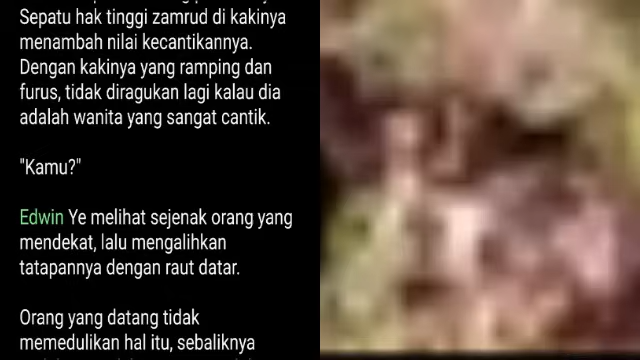 Sepatu hak tinggi zamrud di kakinya
menambah nilai kecantikannya.
Dengan kakinya yang ramping dan
furus, tidak diragukan lagi kalau dia
adalah wanita yang sangat cantik.
"Kamu?"
Edwin Ye melihat sejenak orang yang
mendekat, lalu mengalihkan
tatapannya dengan raut datar.
Orang yang datang tidak
memedulikan hal itu, sebaliknya